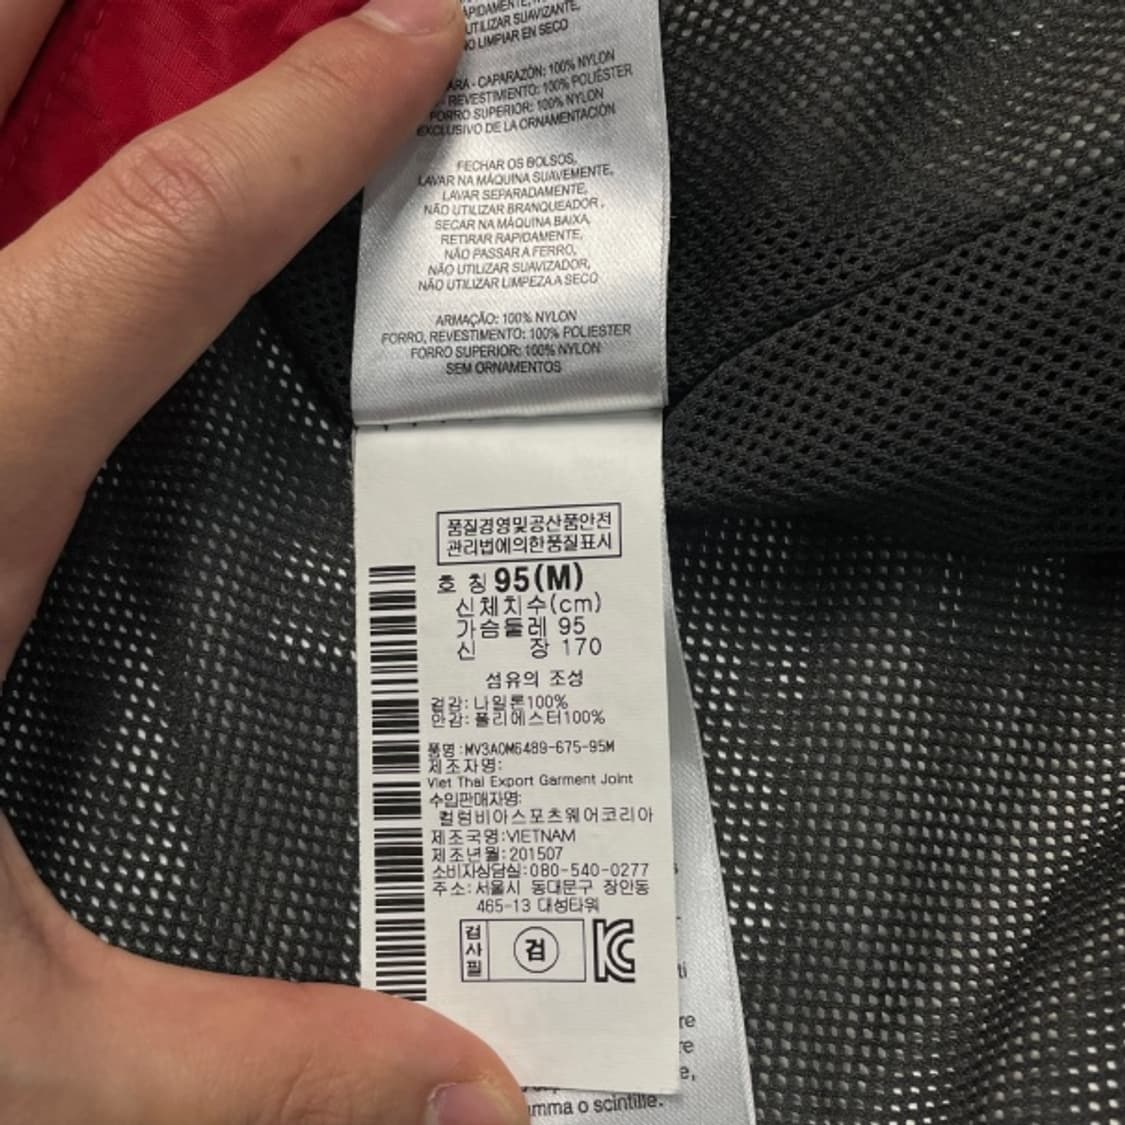 APIDAMENTE,
UTILIZAR SUAVIZANTE,
NO LIMPIAR EN SECO
ARA - CAPARAZÓN: 100% NYLON
- REVESTIMIENTO: 100% POLIÉSTER
FORRO SUPERIOR: 100% NYLON
EXCLUSIVO DE LA ORNAMENTACIÓN
FECHAR OS BOLSOS,
LAVAR NA MÁQUINA SUAVEMENTE,
LAVAR SEPARADAMENTE,
NÃO UTILIZAR BRANQUEADOR,
SECAR NA MÁQUINA BAIXA,
RETIRAR RAPIDAMENTE,
NÃO PASSAR A FERRO,
NÃO UTILIZAR SUAVIZADOR,
NÃO UTILIZAR LIMPEZA A SECO
ARMAÇÃO: 100% NYLON
FORRO, REVESTIMENTO: 100% POLIESTER
FORRO SUPERIOR: 100% NYLON
SEM ORNAMENTOS
품질경영및공산품안전
관리법에의한품질표시
호 칭 95(M)
신체치수(cm)
가슴둘레 95
신 장 170
섬유의 조성
겉감: 나일론100%
안감: 폴리에스터100%
품명:MV3AOM6489-675-95M
제조자명:
Viet Thai Export Garment Joint
수입판매자명:
컬럼비아스포츠웨어코리아
제조국명:VIETNAM
제조년월:201507
소비자상담실:080-540-0277
주소:서울시 동대문구 장안동
465-13 대성타워
검사필
검
KC
ti
re
re
e,
mma o scintille.